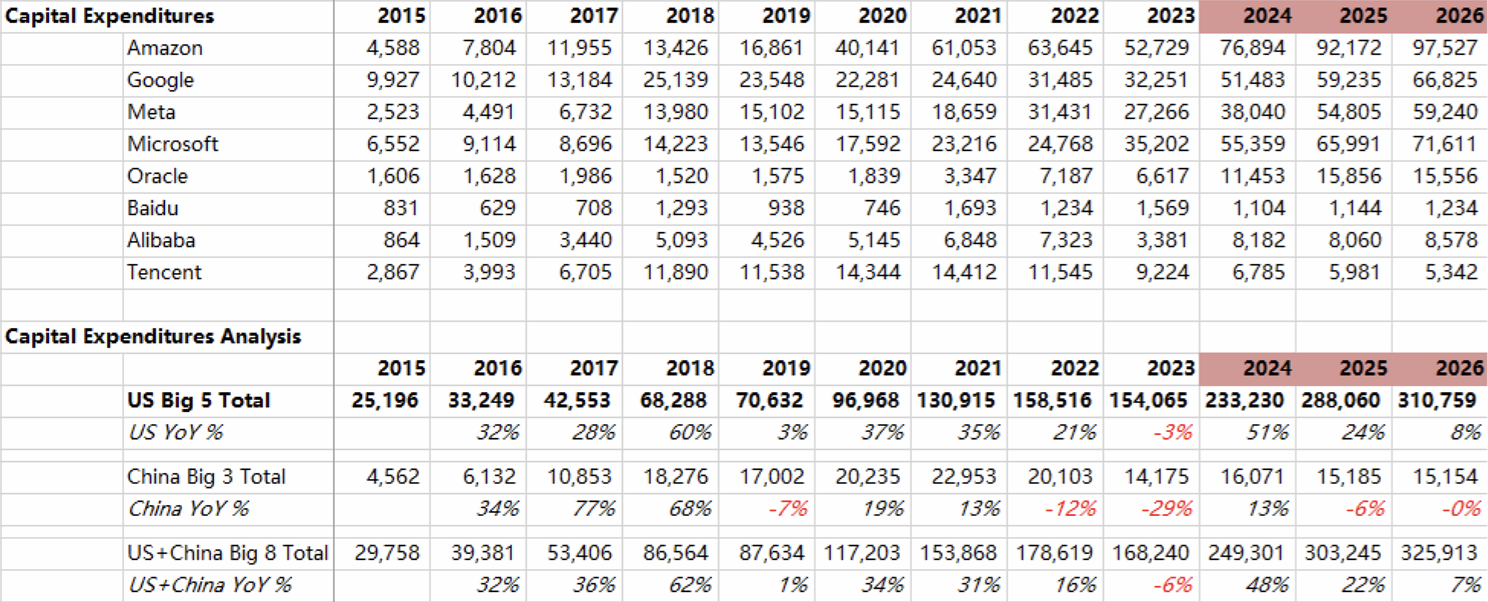 Capital Expenditures 2015 2016 2017 2018 2019 2020 2021 2022 2023 2024 2025 2026
Amazon 4,588 7,804 11,955 13,426 16,861 40,141 61,053 63,645 52,729 76,894 92,172 97,527
Google 9,927 10,212 13,184 25,139 23,548 22,281 24,640 31,485 32,251 51,483 59,235 66,825
Meta 2,523 4,491 6,732 13,980 15,102 15,115 18,659 31,431 27,266 38,040 54,805 59,240
Microsoft 6,552 9,114 8,696 14,223 13,546 17,592 23,216 24,768 35,202 55,359 65,991 71,611
Oracle 1,606 1,628 1,986 1,520 1,575 1,839 3,347 7,187 6,617 11,453 15,856 15,556
Baidu 831 629 708 1,293 938 746 1,693 1,234 1,569 1,104 1,144 1,234
Alibaba 864 1,509 3,440 5,093 4,526 5,145 6,848 7,323 3,381 8,182 8,060 8,578
Tencent 2,867 3,993 6,705 11,890 11,538 14,344 14,412 11,545 9,224 6,785 5,981 5,342
Capital Expenditures Analysis
2015 2016 2017 2018 2019 2020 2021 2022 2023 2024 2025 2026
US Big 5 Total 25,196 33,249 42,553 68,288 70,632 96,968 130,915 158,516 154,065 233,230 288,060 310,759
US YoY % 32% 28% 60% 3% 37% 35% 21% -3% 51% 24% 8%
China Big 3 Total 4,562 6,132 10,853 18,276 17,002 20,235 22,953 20,103 14,175 16,071 15,185 15,154
China YoY % 34% 77% 68% -7% 19% 13% -12% -29% 13% -6% -0%
US+China Big 8 Total 29,758 39,381 53,406 86,564 87,634 117,203 153,868 178,619 168,240 249,301 303,245 325,913
US+China YoY % 32% 36% 62% 1% 34% 31% 16% -6% 48% 22% 7%